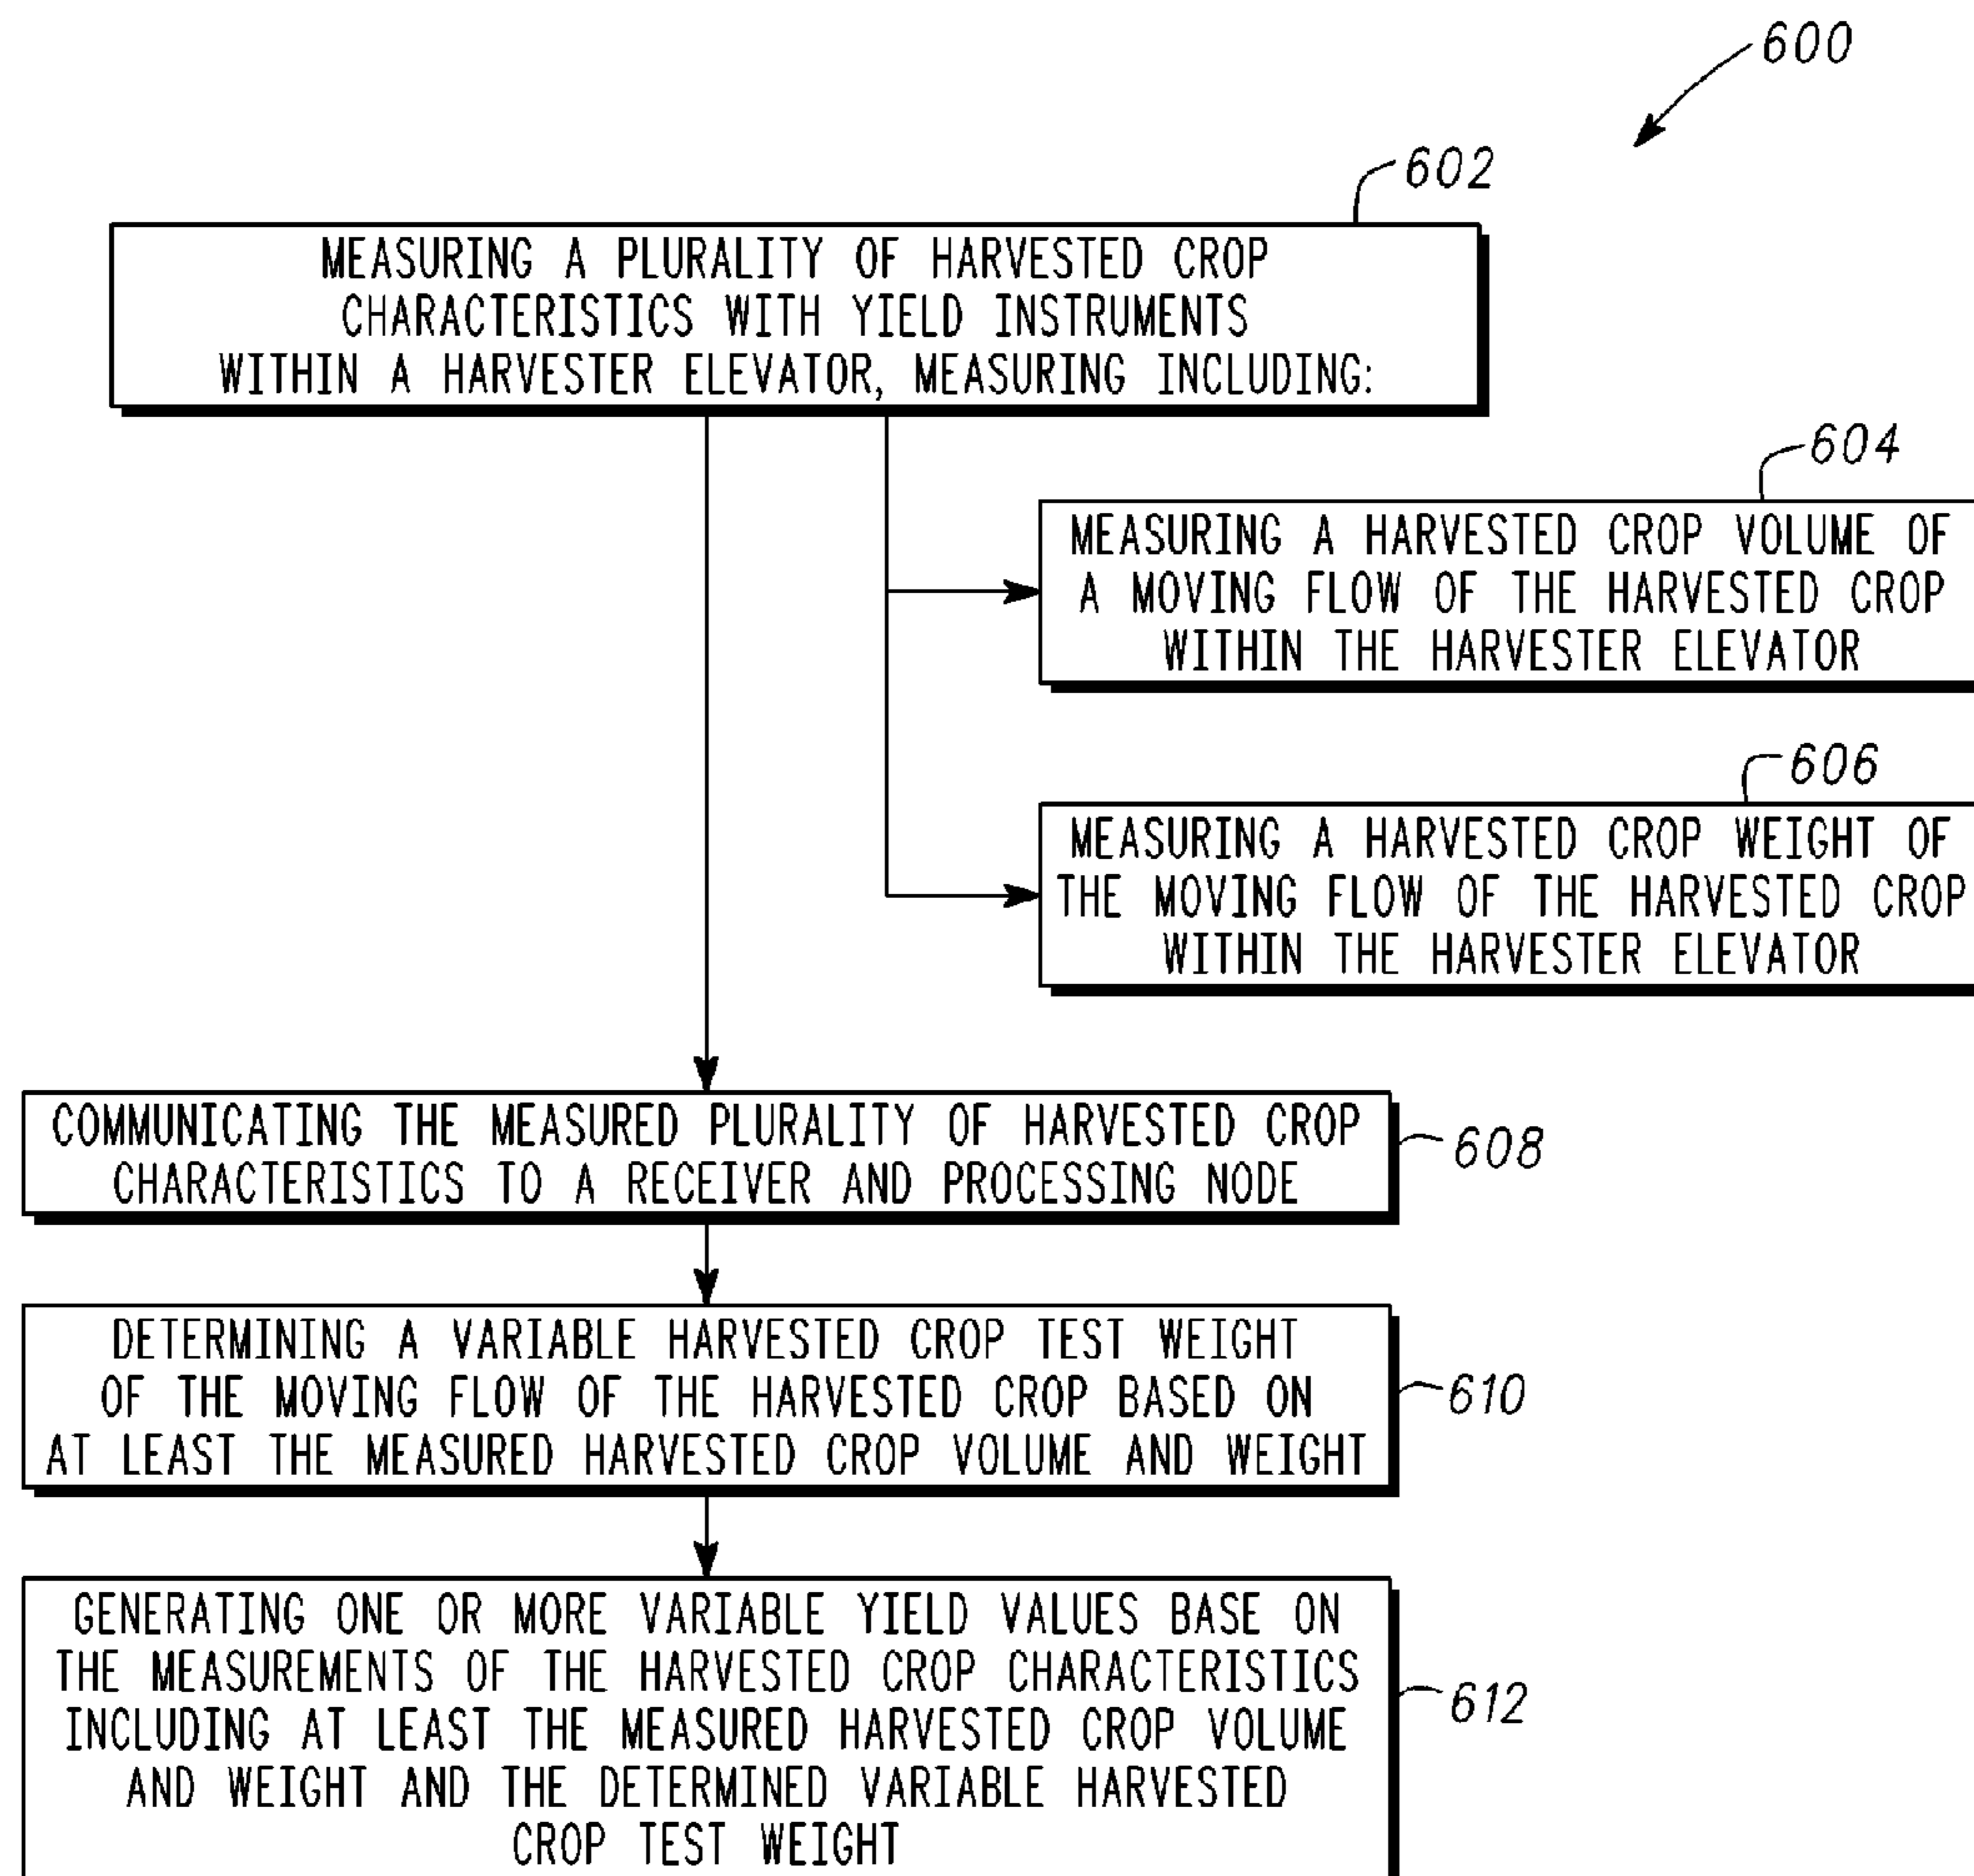 600
602
MEASURING A PLURALITY OF HARVESTED CROP
CHARACTERISTICS WITH YIELD INSTRUMENTS
WITHIN A HARVESTER ELEVATOR, MEASURING INCLUDING:
604
MEASURING A HARVESTED CROP VOLUME OF
A MOVING FLOW OF THE HARVESTED CROP
WITHIN THE HARVESTER ELEVATOR
606
MEASURING A HARVESTED CROP WEIGHT OF
THE MOVING FLOW OF THE HARVESTED CROP
WITHIN THE HARVESTER ELEVATOR
COMMUNICATING THE MEASURED PLURALITY OF HARVESTED CROP
CHARACTERISTICS TO A RECEIVER AND PROCESSING NODE
608
DETERMINING A VARIABLE HARVESTED CROP TEST WEIGHT
OF THE MOVING FLOW OF THE HARVESTED CROP BASED ON
AT LEAST THE MEASURED HARVESTED CROP VOLUME AND WEIGHT
610
GENERATING ONE OR MORE VARIABLE YIELD VALUES BASE ON
THE MEASUREMENTS OF THE HARVESTED CROP CHARACTERISTICS
INCLUDING AT LEAST THE MEASURED HARVESTED CROP VOLUME
AND WEIGHT AND THE DETERMINED VARIABLE HARVESTED
CROP TEST WEIGHT
612